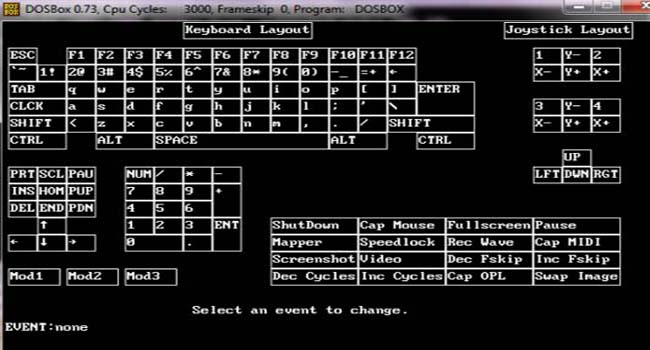 DOSBox 0.73, Cpu Cycles: 3000, Frameskip 0, Program: DOSBOX
Keyboard Layout Joystick Layout
ESC F1 F2 F3 F4 F5 F6 F7 F8 F9 F10 F11 F12 1 Y- 2
`~ 1! 2@ 3# 4$ 5% 6^ 7& 8* 9( 0) -_ =+ ← X- Y+ X+
TAB q w e r t y u i o p [ ] ENTER
CLCK a s d f g h j k l ; ' \ 3 Y- 4
SHIFT < z x c v b n m , . / SHIFT X- Y+ X+
CTRL ALT SPACE ALT CTRL
UP
PRT SCL PAU NUM / * - LFT DWN RGT
INS HOM PUP 7 8 9 +
DEL END PDN 4 5 6
↑ 1 2 3 ENT ShutDown Cap Mouse Fullscreen Pause
← ↓ → 0 . Mapper Speedlock Rec Wave Cap MIDI
Screenshot Video Dec Fskip Inc Fskip
Mod1 Mod2 Mod3 Dec Cycles Inc Cycles Cap OPL Swap Image
Select an event to change.
EVENT:none